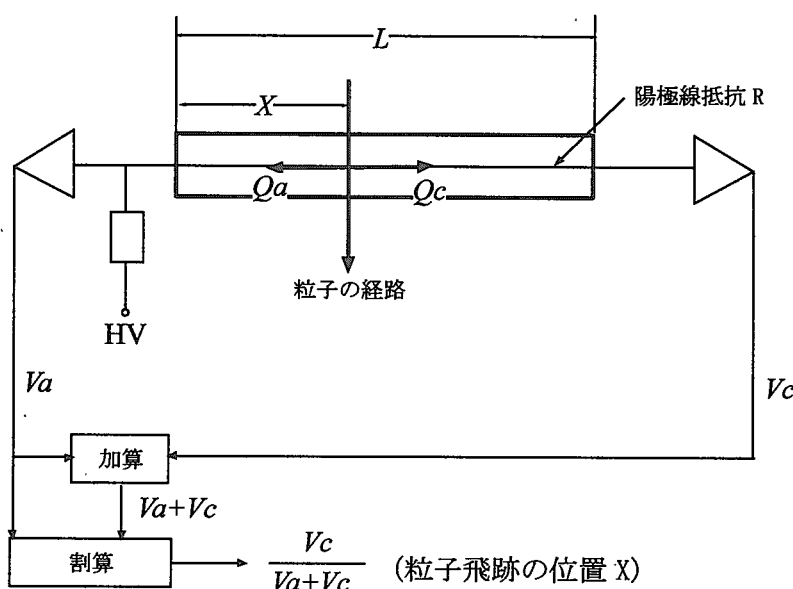 L
X
陽極線抵抗 R
Qa
Qc
粒子の経路
HV
Va
Vc
加算
Va+Vc
割算
Vc
Va+Vc
(粒子飛跡の位置 X)